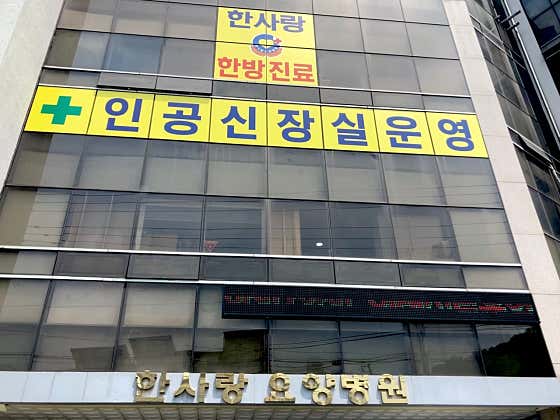 한사랑
한방진료
인공신장실운영
한사랑 요양병원